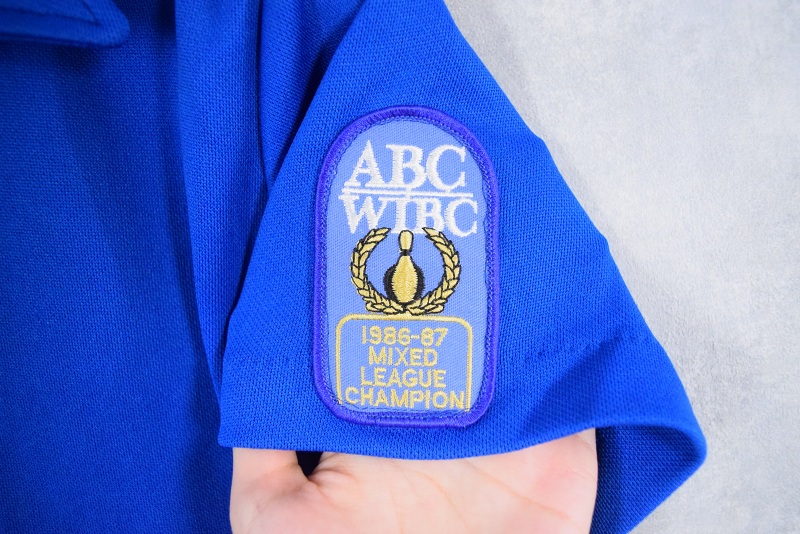 ABC
WIBC
1986-87
MIXED
LEAGUE
CHAMPION